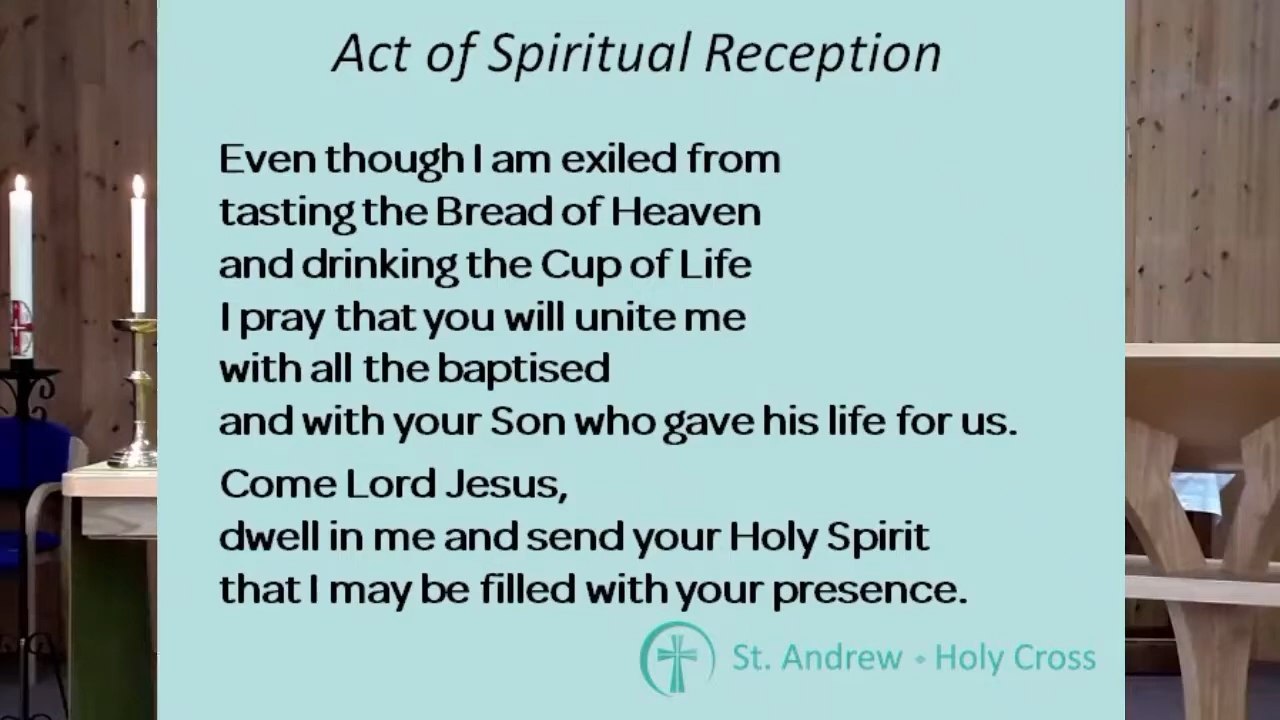 Act of Spiritual Reception
Even though I am exiled from
tasting the Bread of Heaven
and drinking the Cup of Life
I pray that you will unite me
with all the baptised
and with your Son who gave his life for us.
Come Lord Jesus,
dwell in me and send your Holy Spirit
that I may be filled with your presence.
St. Andrew • Holy Cross